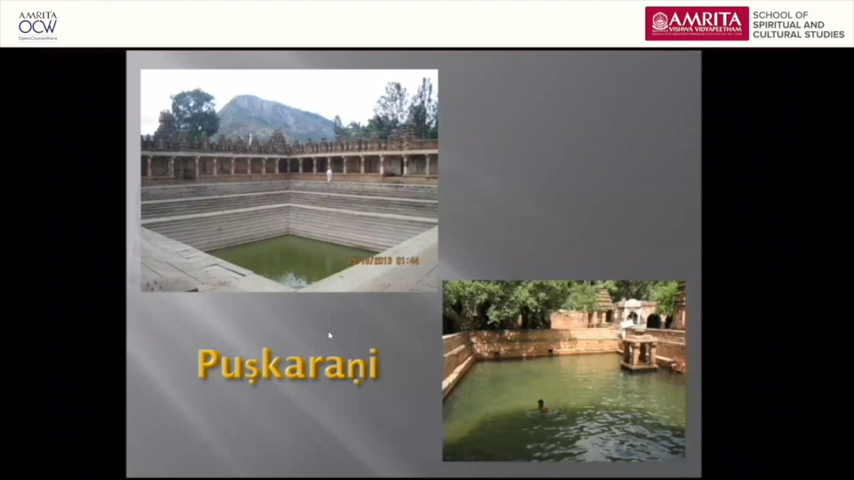 AMRITA
OCW
OpenCourseWare
AMRITA
VISHWA VIDYAPEETHAM
SCHOOL OF
SPIRITUAL AND
CULTURAL STUDIES
Puṣkaraṇi